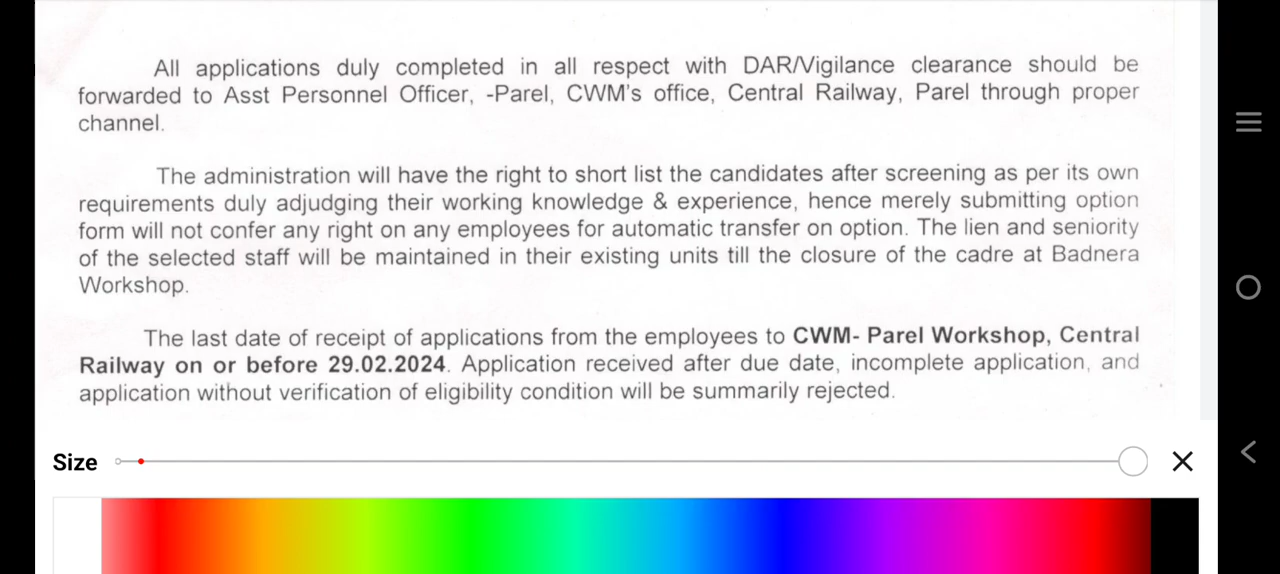 All applications duly completed in all respect with DAR/Vigilance clearance should be
forwarded to Asst Personnel Officer, -Parel, CWM's office, Central Railway, Parel through proper
channel.
The administration will have the right to short list the candidates after screening as per its own
requirements duly adjudging their working knowledge & experience, hence merely submitting option
form will not confer any right on any employees for automatic transfer on option. The lien and seniority
of the selected staff will be maintained in their existing units till the closure of the cadre at Badnera
Workshop.
The last date of receipt of applications from the employees to CWM- Parel Workshop, Central
Railway on or before 29.02.2024. Application received after due date, incomplete application, and
application without verification of eligibility condition will be summarily rejected.
Size